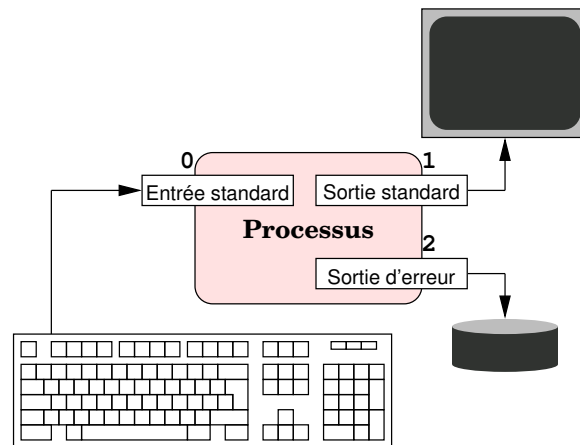 0
1
Entrée standard
Sortie standard
Processus
2
Sortie d'erreur